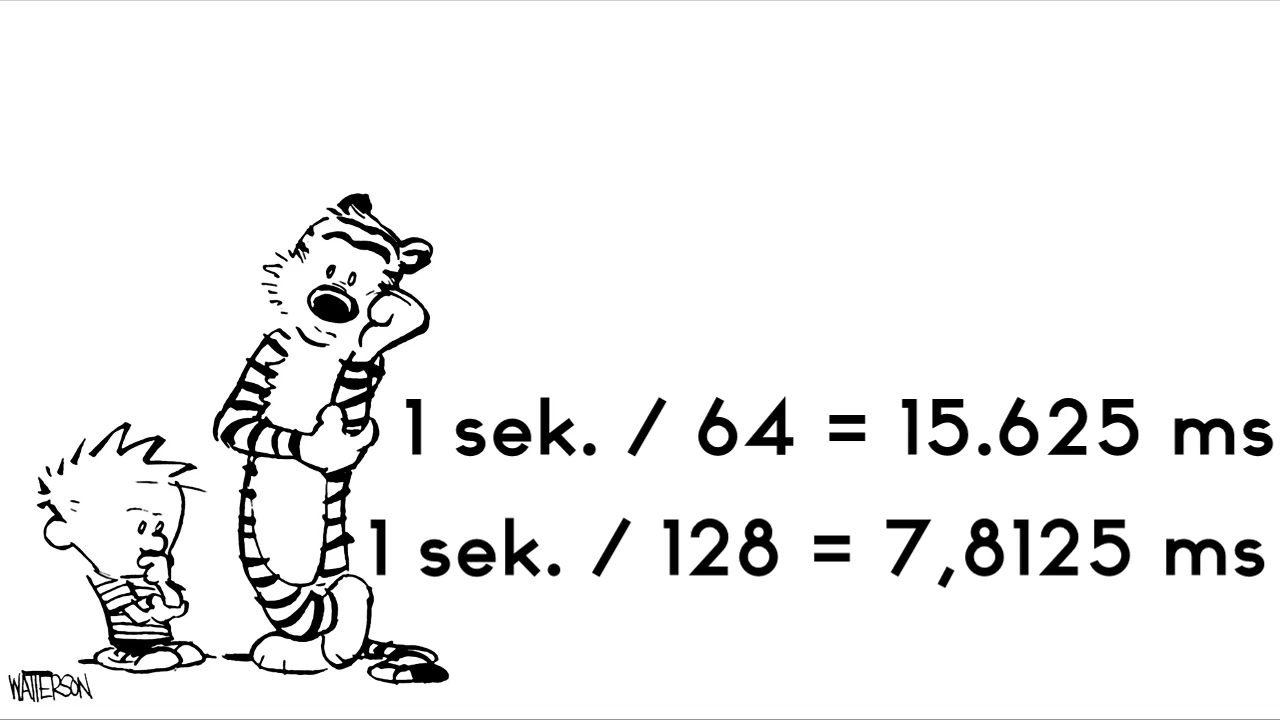 1 sek. / 64 = 15.625 ms
1 sek. / 128 = 7,8125 ms
WATTERSON